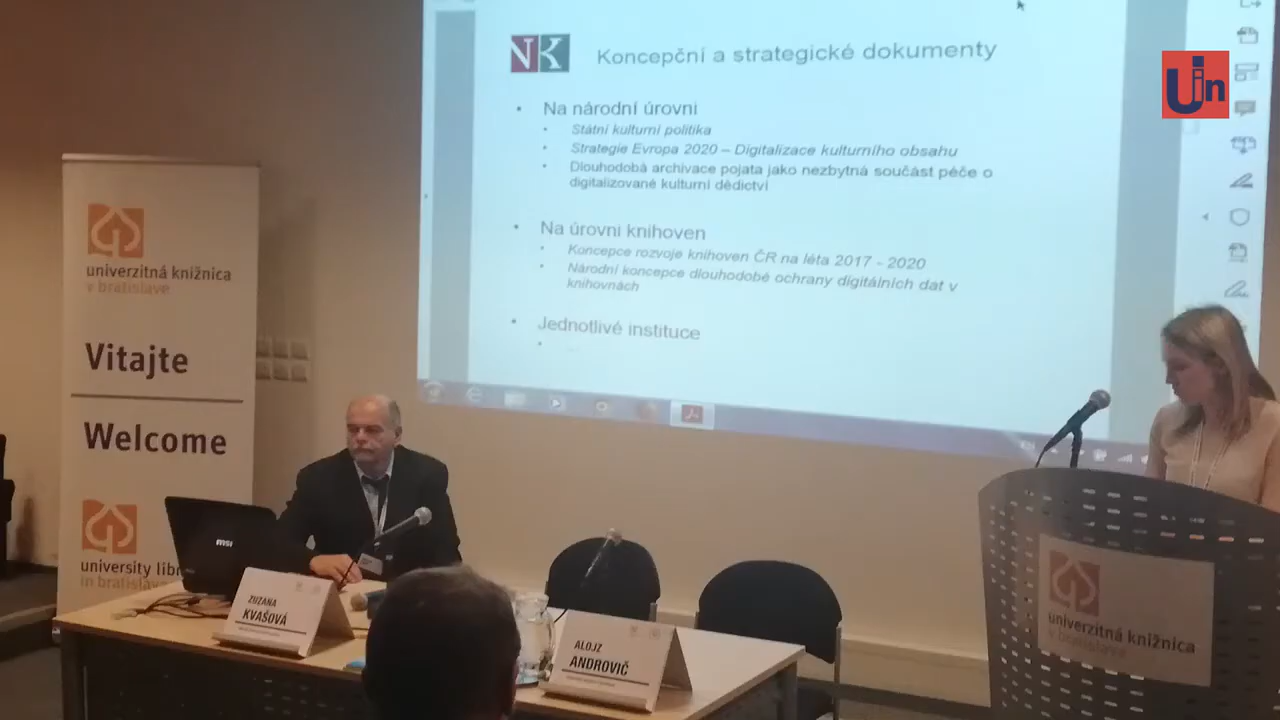 NK
Koncepční a strategické dokumenty
Na národní úrovni
Státní kulturní politika
Strategie Evropa 2020 – Digitalizace kulturního obsahu
Dlouhodobá archivace pojata jako nezbytná součást péče o
digitalizované kulturní dědictví
Na úrovni knihoven
Koncepce rozvoje knihoven ČR na léta 2017 - 2020
Národní koncepce dlouhodobé ochrany digitálních dat v
knihovnách
Jednotlivé instituce
Uin
univerzitná knižnica
v bratislave
Vitajte
Welcome
university libr
in bratislava
msi
ZUZANA
KVAŠOVÁ
ALOJZ
ANDROVIČ
univerzitná knižnica
v bratislave